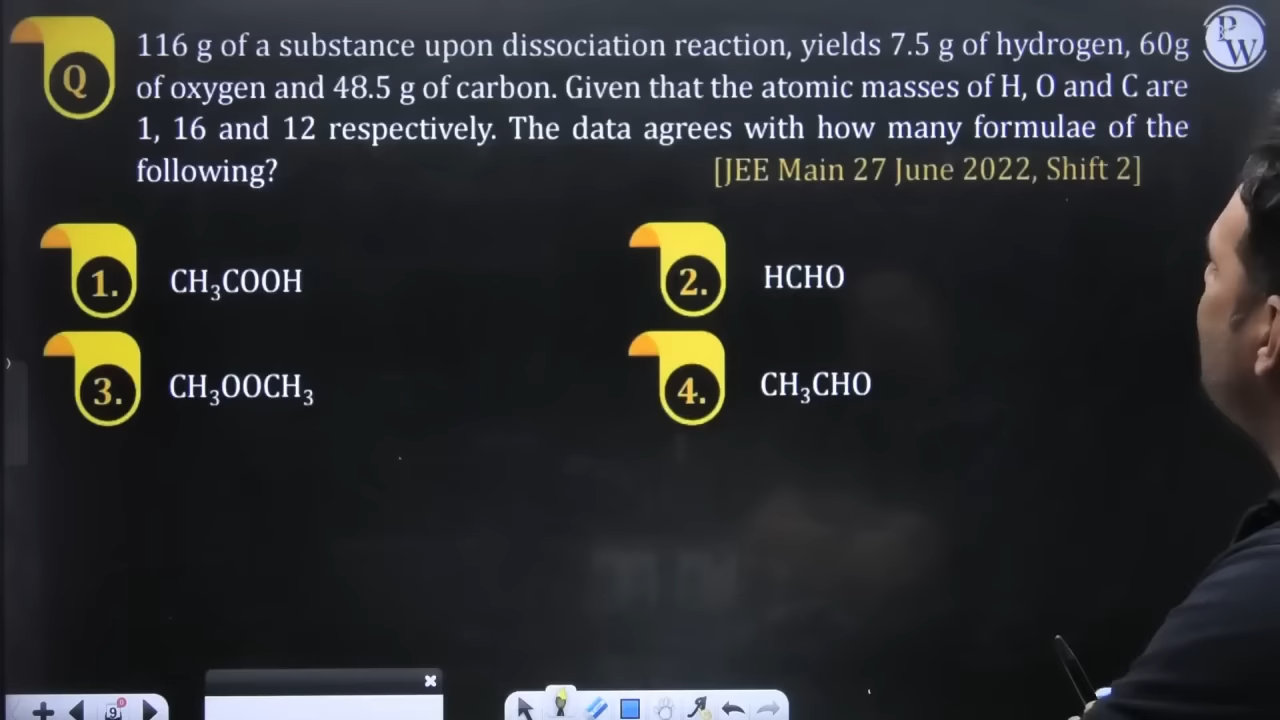 Q
116 g of a substance upon dissociation reaction, yields 7.5 g of hydrogen, 60g
of oxygen and 48.5 g of carbon. Given that the atomic masses of H, O and C are
1, 16 and 12 respectively. The data agrees with how many formulae of the
following? [JEE Main 27 June 2022, Shift 2]
1. CH₃COOH
2. HCHO
3. CH₃OOCH₃
4. CH₃CHO
PW
9